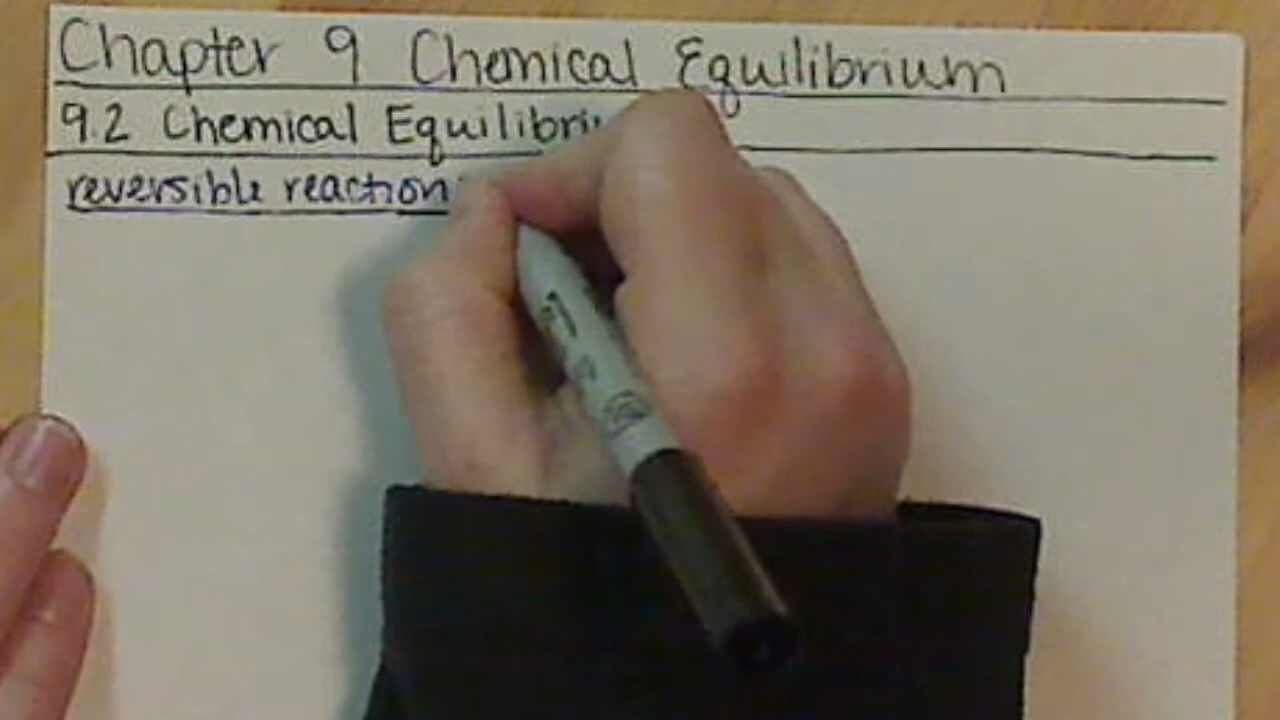 Chapter 9 Chemical Equilibrium
9.2 Chemical
reversible reaction